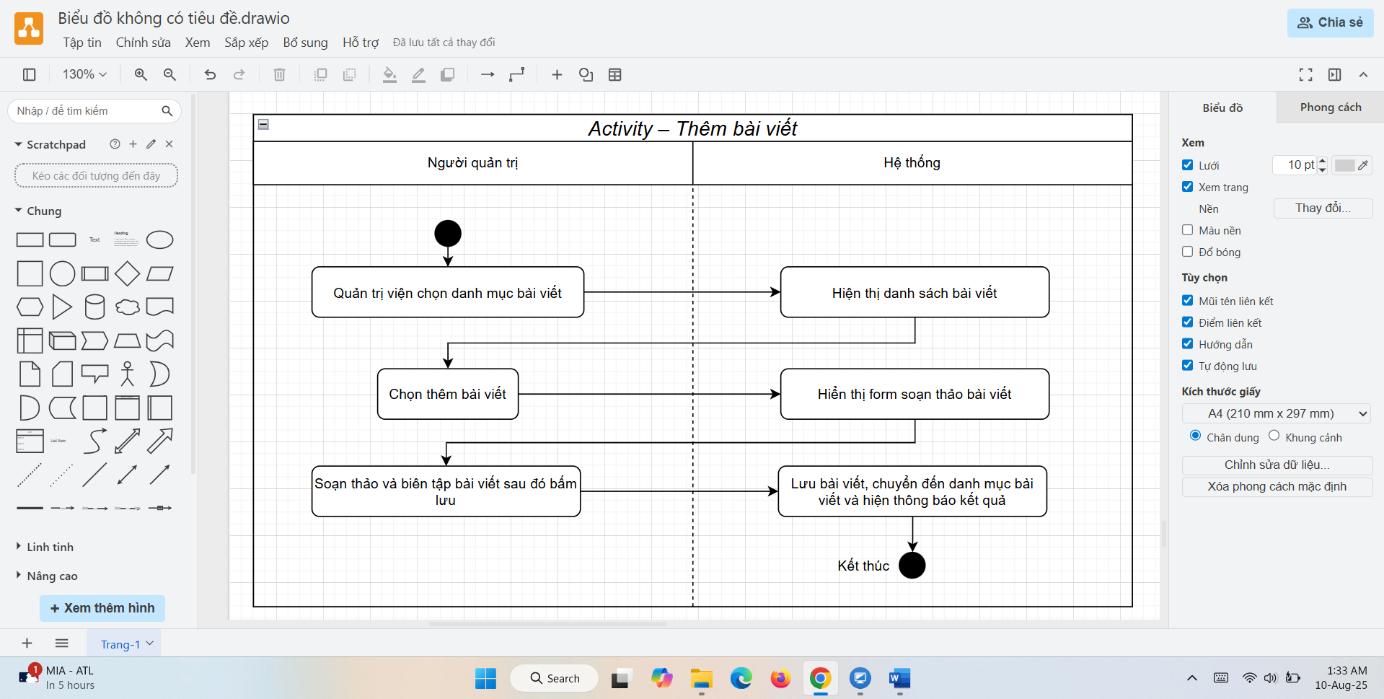 Biểu đồ không có tiêu đề.drawio
Tập tin Chỉnh sửa Xem Sắp xếp Bổ sung Hỗ trợ Đã lưu tất cả thay đổi
Chia sẻ
130%
Nhập / để tìm kiếm
Scratchpad
Kéo các đối tượng đến đây
Chung
Text
Heading
List Item
Linh tinh
Nâng cao
+ Xem thêm hình
Activity – Thêm bài viết
Người quản trị
Hệ thống
Quản trị viện chọn danh mục bài viết
Hiện thị danh sách bài viết
Chọn thêm bài viết
Hiển thị form soạn thảo bài viết
Soạn thảo và biên tập bài viết sau đó bấm
lưu
Lưu bài viết, chuyển đến danh mục bài
viết và hiện thông báo kết quả
Kết thúc
Biểu đồ
Phong cách
Xem
Lưới
10 pt
Xem trang
Nền
Thay đổi...
Màu nền
Đổ bóng
Tùy chọn
Mũi tên liên kết
Điểm liên kết
Hướng dẫn
Tự động lưu
Kích thước giấy
A4 (210 mm x 297 mm)
Chân dung
Khung cảnh
Chỉnh sửa dữ liệu...
Xóa phong cách mặc định
Trang-1
1
MIA - ATL
In 5 hours
Search
1:33 AM
10-Aug-25